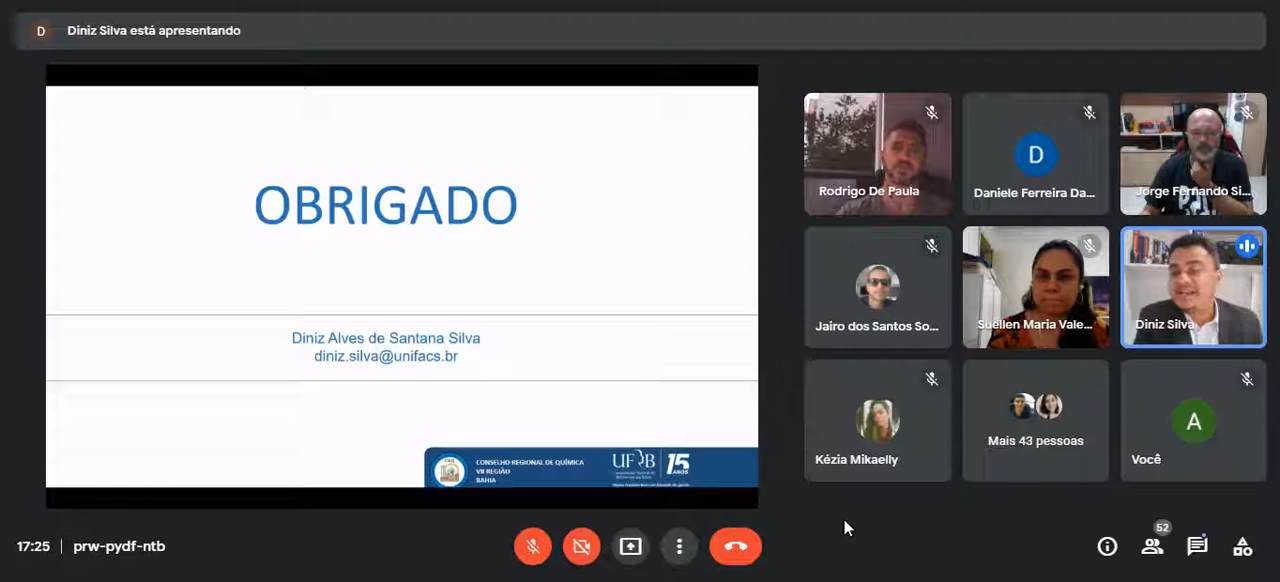 D Diniz Silva está apresentando
OBRIGADO
Diniz Alves de Santana Silva
diniz.silva@unifacs.br
CONSELHO REGIONAL DE QUÍMICA
VII REGIÃO
BAHIA
UFRB
15
ANOS
Rodrigo De Paula
D
Daniele Ferreira Da...
Jorge Fernando Si...
Jairo dos Santos So...
Suellen Maria Vale...
Diniz Silva
Kézia Mikaelly
Mais 43 pessoas
A
Você
17:25 | prw-pydf-ntb
52